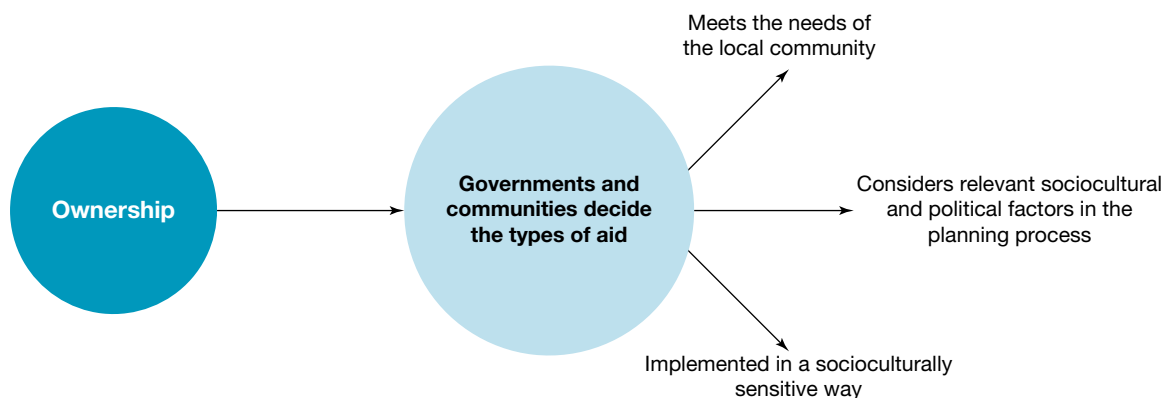 Ownership
Governments and
communities decide
the types of aid
Meets the needs of
the local community
Considers relevant sociocultural
and political factors in the
planning process
Implemented in a socioculturally
sensitive way